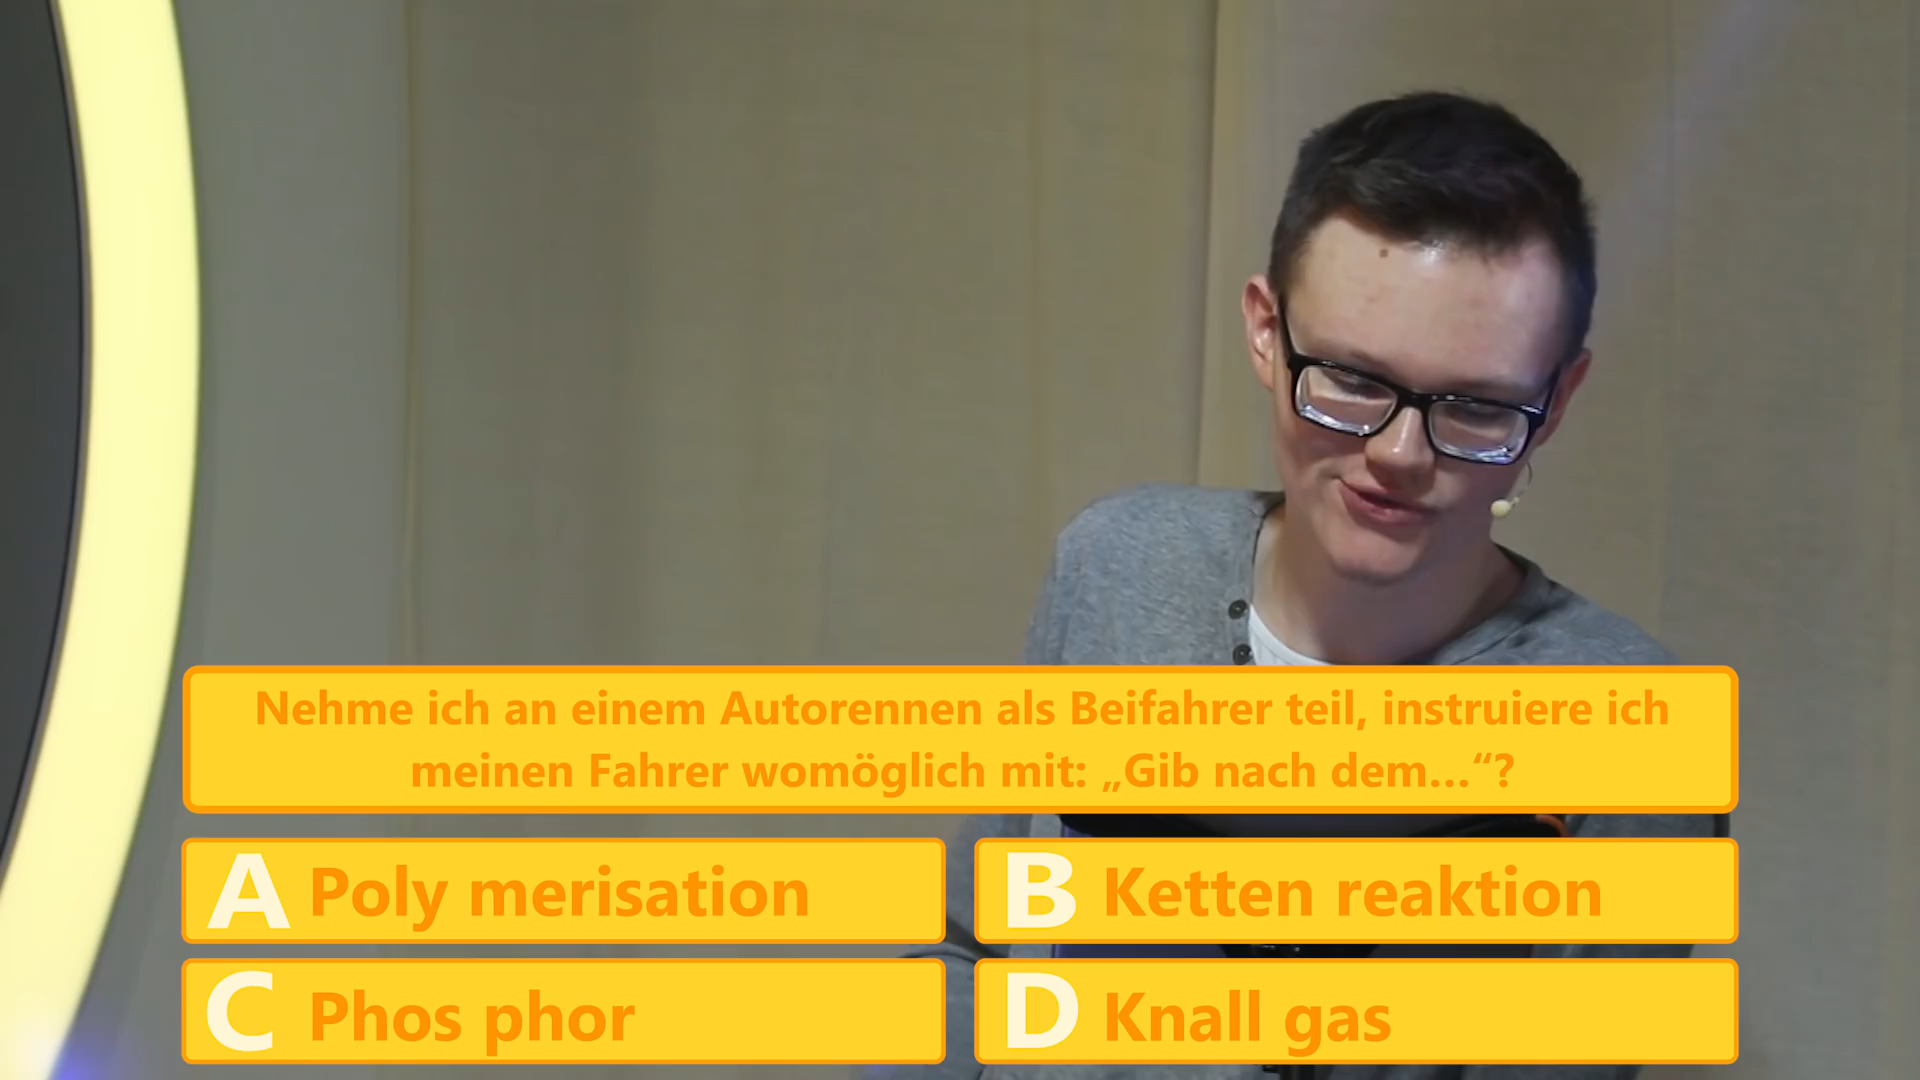 Nehme ich an einem Autorennen als Beifahrer teil, instruiere ich
meinen Fahrer womöglich mit: „Gib nach dem…“?
A Poly merisation
B Ketten reaktion
C Phos phor
D Knall gas